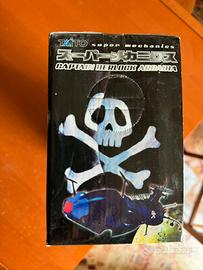 TAITO super mechanics
スーパーメカニクス
CAPTAIN HERLOCK ARCADIA